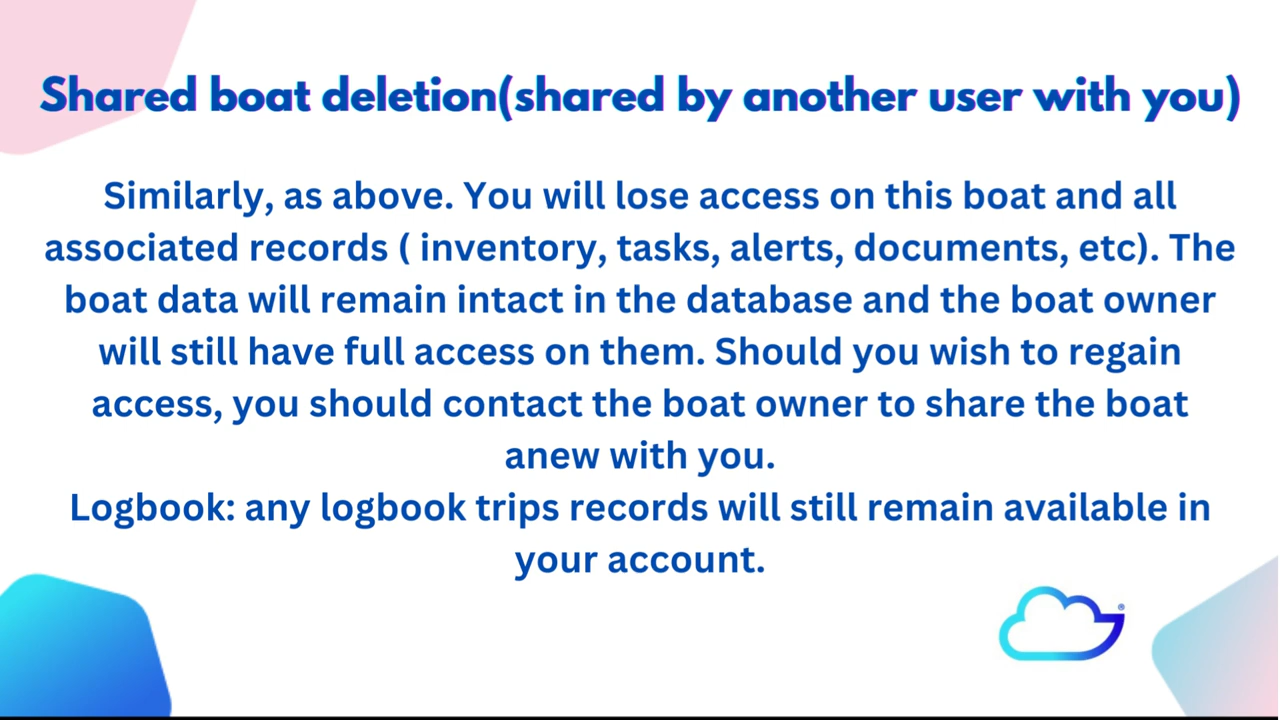 Shared boat deletion(shared by another user with you)
Similarly, as above. You will lose access on this boat and all
associated records ( inventory, tasks, alerts, documents, etc). The
boat data will remain intact in the database and the boat owner
will still have full access on them. Should you wish to regain
access, you should contact the boat owner to share the boat
anew with you.
Logbook: any logbook trips records will still remain available in
your account.
®